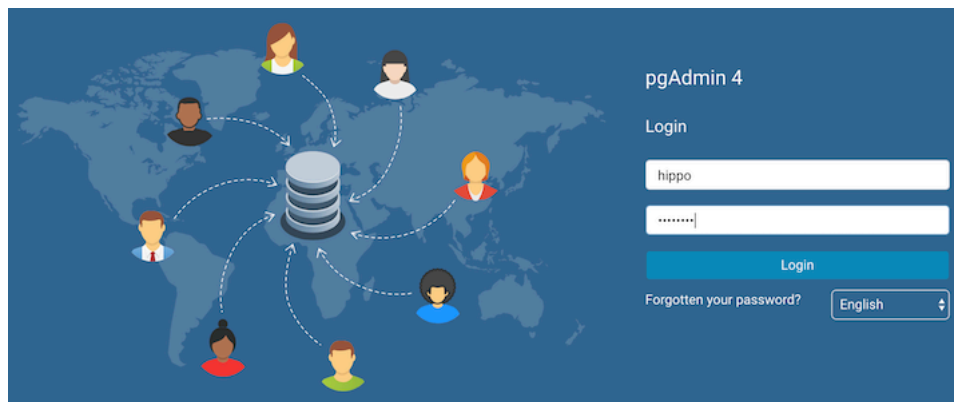 pgAdmin 4
Login
hippo
••••••••
Login
Forgotten your password?
English